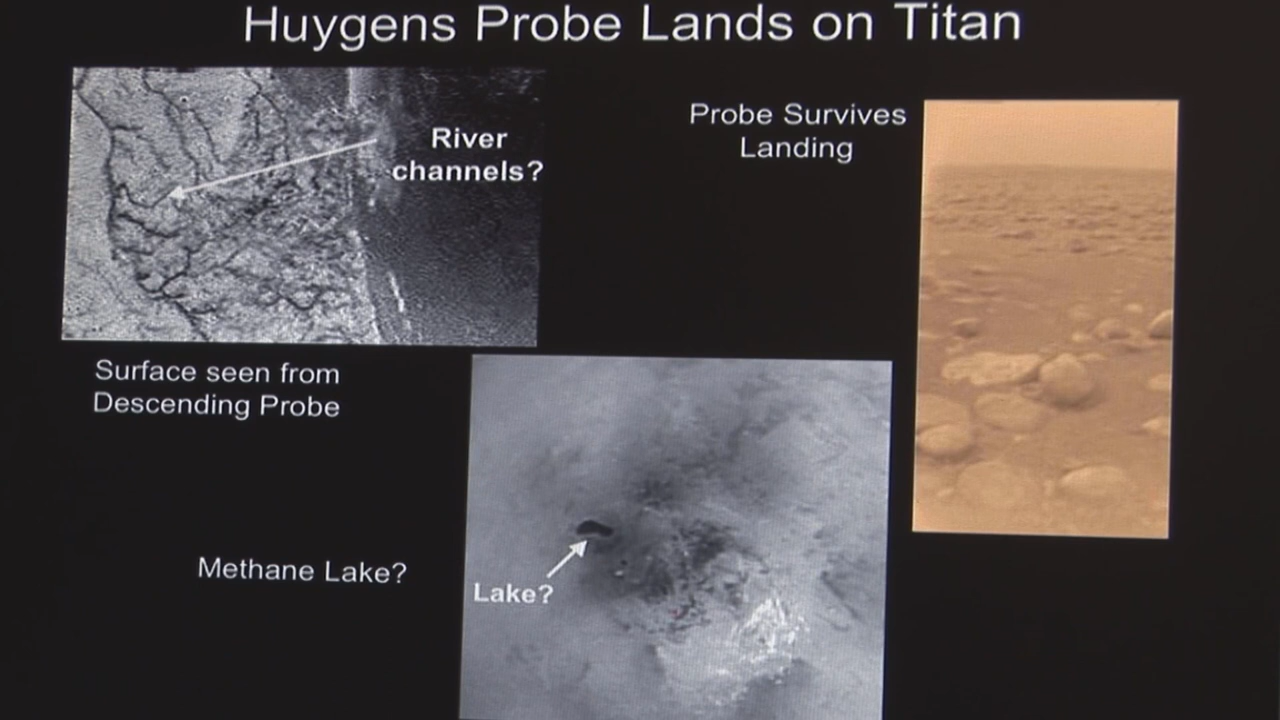 Huygens Probe Lands on Titan
River
channels?
Probe Survives
Landing
Surface seen from
Descending Probe
Methane Lake?
Lake?